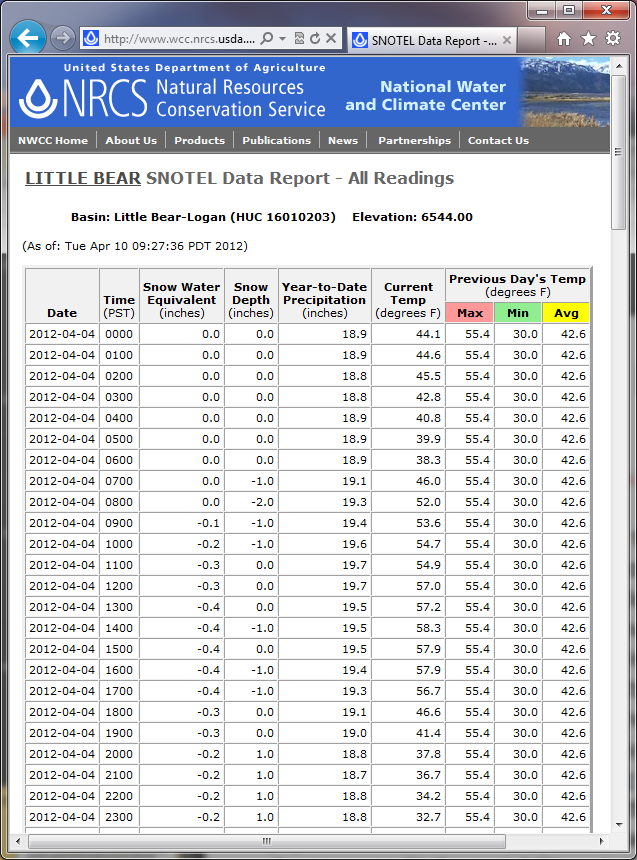 http://www.wcc.nrcs.usda....
SNOTEL Data Report -...
United States Department of Agriculture
NRCS Natural Resources Conservation Service
National Water
and Climate Center
NWCC Home About Us Products Publications News Partnerships Contact Us
LITTLE BEAR SNOTEL Data Report - All Readings
Basin: Little Bear-Logan (HUC 16010203) Elevation: 6544.00
(As of: Tue Apr 10 09:27:36 PDT 2012)
Date Time (PST) Snow Water Equivalent (inches) Snow Depth (inches) Year-to-Date Precipitation (inches) Current Temp (degrees F) Previous Day's Temp (degrees F)
Max Min Avg
2012-04-04 0000 0.0 0.0 18.9 44.1 55.4 30.0 42.6
2012-04-04 0100 0.0 0.0 18.9 44.6 55.4 30.0 42.6
2012-04-04 0200 0.0 0.0 18.8 45.5 55.4 30.0 42.6
2012-04-04 0300 0.0 0.0 18.8 42.8 55.4 30.0 42.6
2012-04-04 0400 0.0 0.0 18.9 40.8 55.4 30.0 42.6
2012-04-04 0500 0.0 0.0 18.9 39.9 55.4 30.0 42.6
2012-04-04 0600 0.0 0.0 18.9 38.3 55.4 30.0 42.6
2012-04-04 0700 0.0 -1.0 19.1 46.0 55.4 30.0 42.6
2012-04-04 0800 0.0 -2.0 19.3 52.0 55.4 30.0 42.6
2012-04-04 0900 -0.1 -1.0 19.4 53.6 55.4 30.0 42.6
2012-04-04 1000 -0.2 -1.0 19.6 54.7 55.4 30.0 42.6
2012-04-04 1100 -0.3 0.0 19.7 54.9 55.4 30.0 42.6
2012-04-04 1200 -0.3 0.0 19.7 57.0 55.4 30.0 42.6
2012-04-04 1300 -0.4 0.0 19.5 57.2 55.4 30.0 42.6
2012-04-04 1400 -0.4 -1.0 19.5 58.3 55.4 30.0 42.6
2012-04-04 1500 -0.4 0.0 19.5 57.9 55.4 30.0 42.6
2012-04-04 1600 -0.4 -1.0 19.4 57.9 55.4 30.0 42.6
2012-04-04 1700 -0.4 -1.0 19.3 56.7 55.4 30.0 42.6
2012-04-04 1800 -0.3 0.0 19.1 46.6 55.4 30.0 42.6
2012-04-04 1900 -0.3 0.0 19.0 41.4 55.4 30.0 42.6
2012-04-04 2000 -0.2 1.0 18.8 37.8 55.4 30.0 42.6
2012-04-04 2100 -0.2 1.0 18.7 36.7 55.4 30.0 42.6
2012-04-04 2200 -0.2 1.0 18.8 34.2 55.4 30.0 42.6
2012-04-04 2300 -0.2 1.0 18.8 32.7 55.4 30.0 42.6